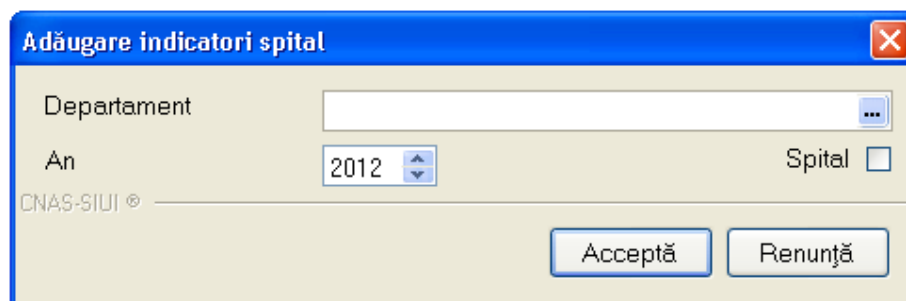 Adăugare indicatori spital
Departament
...
An 2012 Spital
CNAS-SIUI ®
Acceptă Renunţă